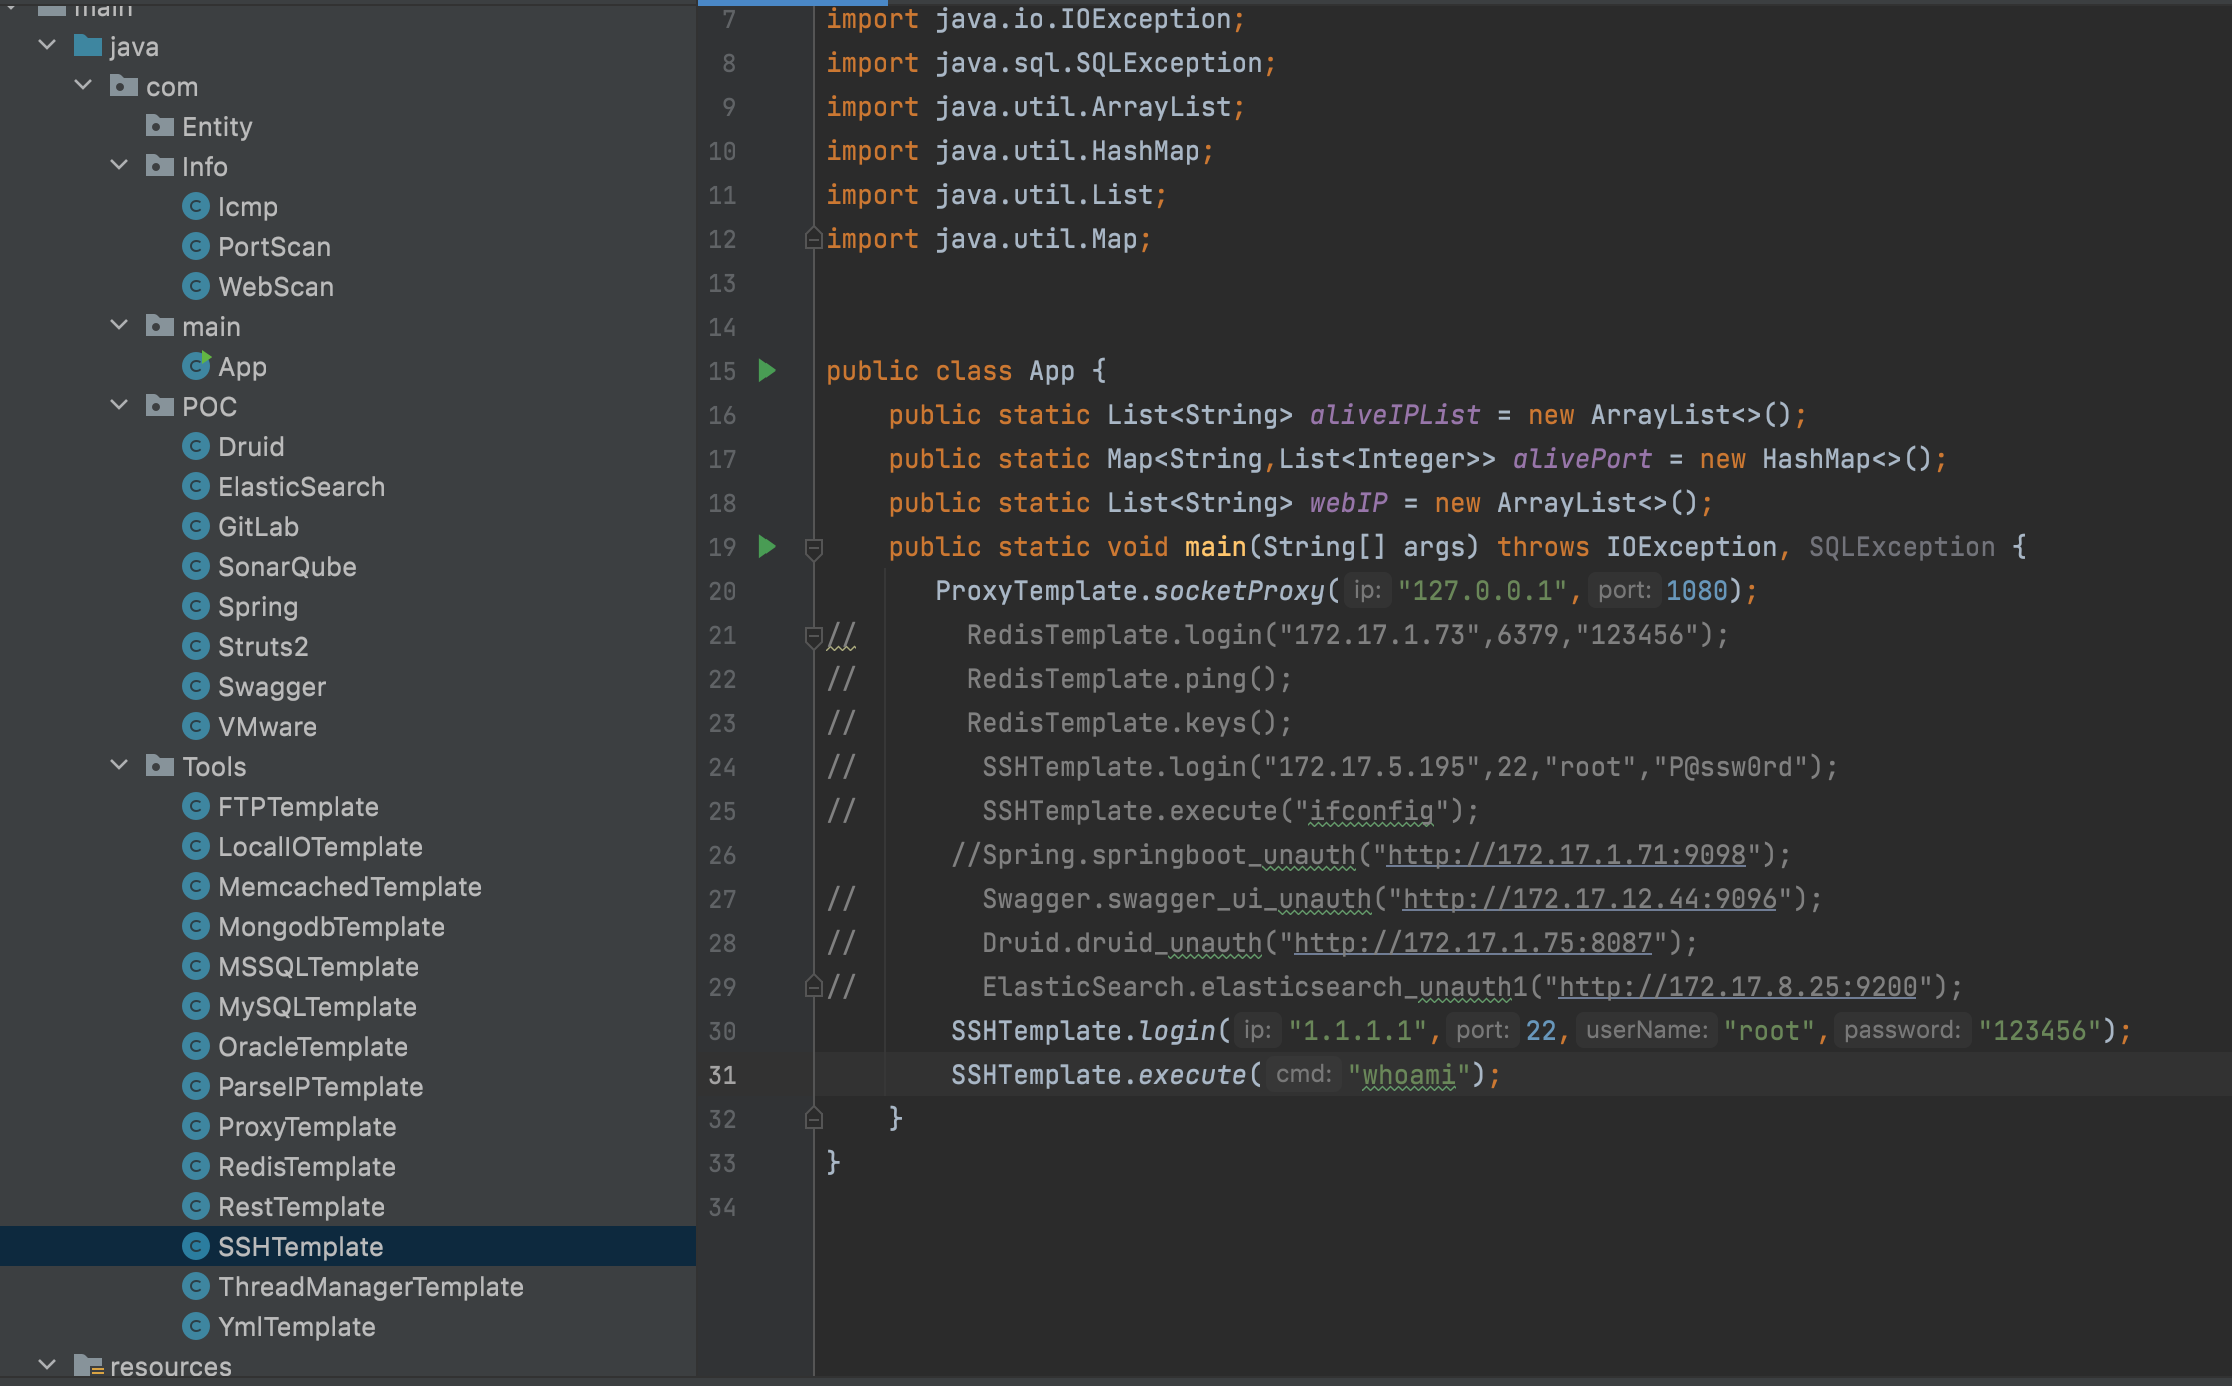 main
java
com
Entity
Info
Icmp
PortScan
WebScan
main
App
POC
Druid
ElasticSearch
GitLab
SonarQube
Spring
Struts2
Swagger
VMware
Tools
FTPTemplate
LocalIOTemplate
MemcachedTemplate
MongodbTemplate
MSSQLTemplate
MySQLTemplate
OracleTemplate
ParseIPTemplate
ProxyTemplate
RedisTemplate
RestTemplate
SSHTemplate
ThreadManagerTemplate
YmlTemplate
resources
7 import java.io.IOException;
8 import java.sql.SQLException;
9 import java.util.ArrayList;
10 import java.util.HashMap;
11 import java.util.List;
12 import java.util.Map;
13
14
15 public class App {
16 public static List<String> aliveIPList = new ArrayList<>();
17 public static Map<String,List<Integer>> alivePort = new HashMap<>();
18 public static List<String> webIP = new ArrayList<>();
19 public static void main(String[] args) throws IOException, SQLException {
20 ProxyTemplate.socketProxy( ip: "127.0.0.1", port: 1080);
21 // RedisTemplate.login("172.17.1.73",6379,"123456");
22 // RedisTemplate.ping();
23 // RedisTemplate.keys();
24 // SSHTemplate.login("172.17.5.195",22,"root","P@ssw0rd");
25 // SSHTemplate.execute("ifconfig");
26 //Spring.springboot_unauth("http://172.17.1.71:9098");
27 // Swagger.swagger_ui_unauth("http://172.17.12.44:9096");
28 // Druid.druid_unauth("http://172.17.1.75:8087");
29 // ElasticSearch.elasticsearch_unauth1("http://172.17.8.25:9200");
30 SSHTemplate.login( ip: "1.1.1.1", port: 22, userName: "root", password: "123456");
31 SSHTemplate.execute( cmd: "whoami");
32 }
33 }
34